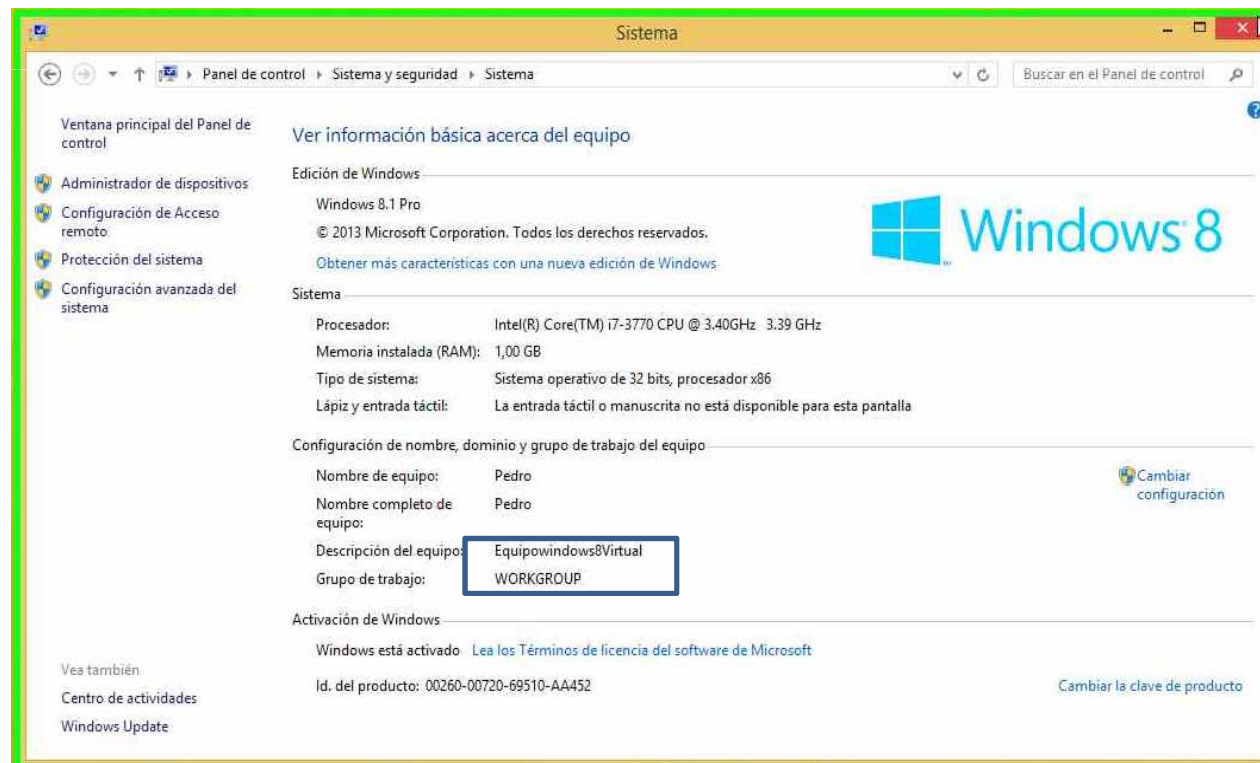 Sistema
Panel de control
Sistema y seguridad
Sistema
Buscar en el Panel de control
Ventana principal del Panel de
control
Administrador de dispositivos
Configuración de Acceso
remoto
Protección del sistema
Configuración avanzada del
sistema
Ver información básica acerca del equipo
Edición de Windows
Windows 8.1 Pro
© 2013 Microsoft Corporation. Todos los derechos reservados.
Obtener más características con una nueva edición de Windows
Windows 8
Sistema
Procesador: Intel(R) Core(TM) i7-3770 CPU @ 3.40GHz 3.39 GHz
Memoria instalada (RAM): 1,00 GB
Tipo de sistema: Sistema operativo de 32 bits, procesador x86
Lápiz y entrada táctil: La entrada táctil o manuscrita no está disponible para esta pantalla
Configuración de nombre, dominio y grupo de trabajo del equipo
Nombre de equipo: Pedro
Cambiar
configuración
Nombre completo de
equipo:
Pedro
Descripción del equipo: Equipowindows8Virtual
Grupo de trabajo: WORKGROUP
Activación de Windows
Windows está activado Lea los Términos de licencia del software de Microsoft
Id. del producto: 00260-00720-69510-AA452
Cambiar la clave de producto
Vea también
Centro de actividades
Windows Update